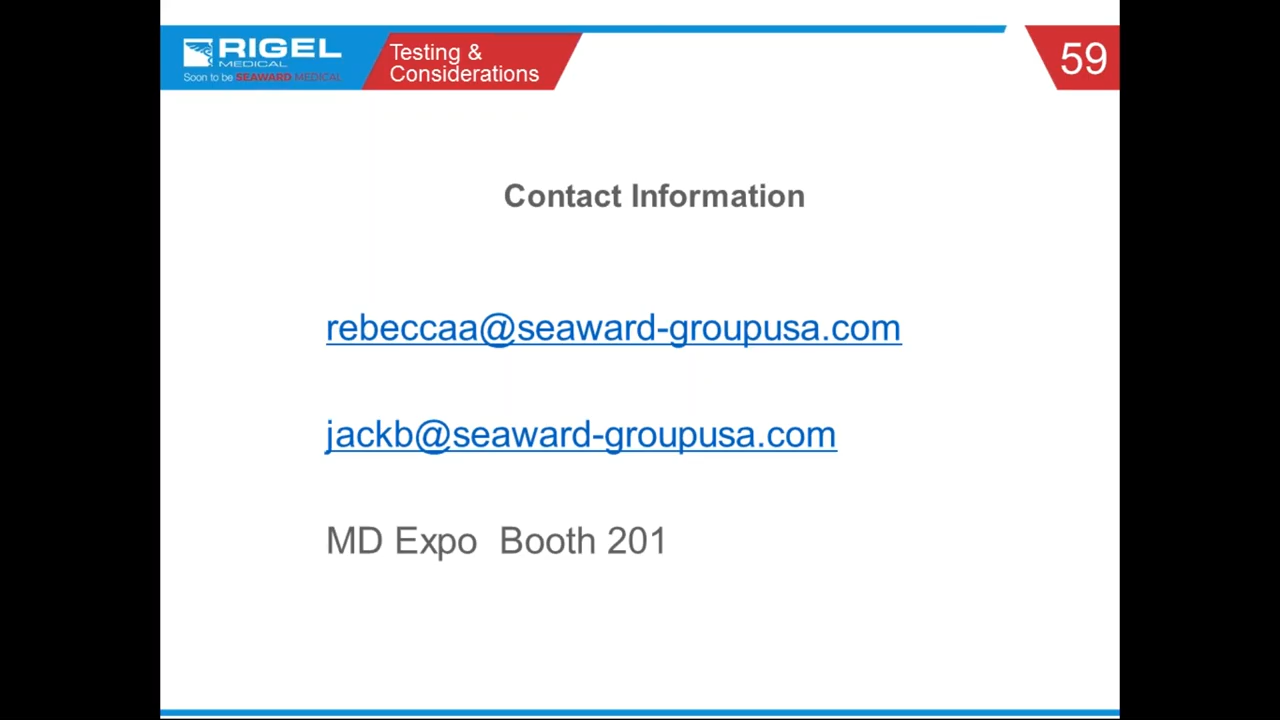 RIGEL
MEDICAL
Soon to be SEAWARD MEDICAL
Testing &
Considerations
59
Contact Information
rebeccaa@seaward-groupusa.com
jackb@seaward-groupusa.com
MD Expo  Booth 201